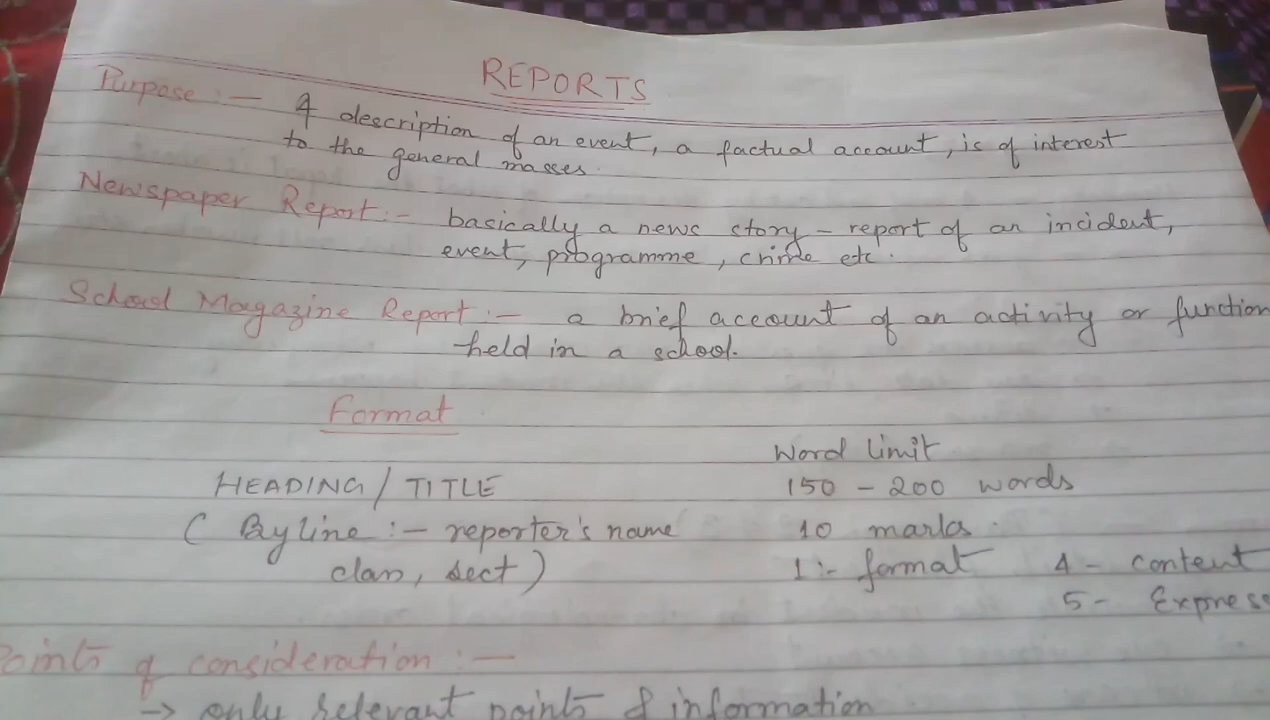 REPORTS
Purpose :- A description of an event, a factual account, is of interest
to the general masses.
Newspaper Report :- basically a news story - report of an incident,
event, programme, crime etc.
School Magazine Report :- a brief account of an activity or function
held in a school.
Format
Word limit
HEADING / TITLE 150 - 200 words
( Byline :- reporter's name 10 marks.
class, sect ) 1 :- format 4 - content
5 - Express
Points of consideration :-
→ only relevant points of information